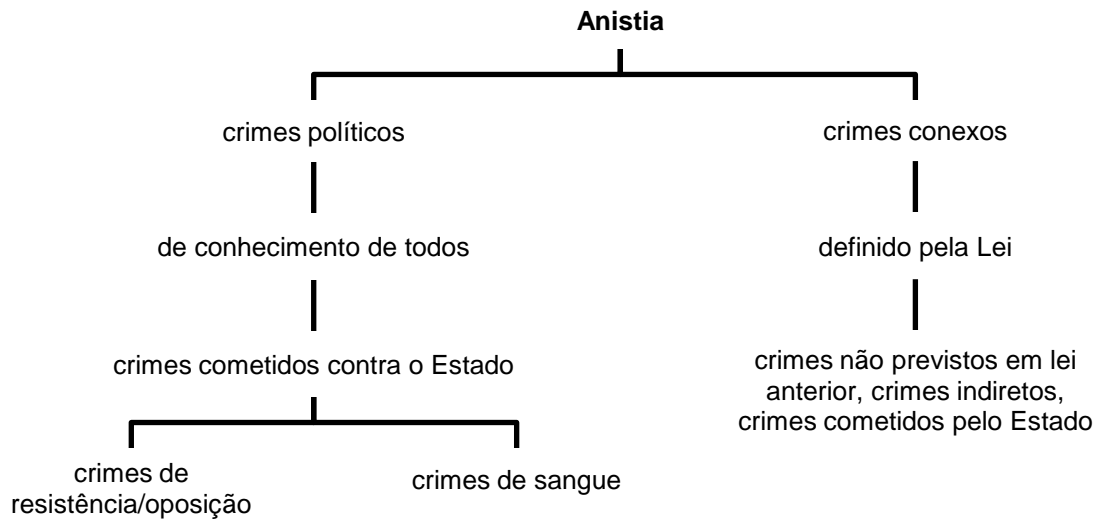 Anistia
crimes políticos
crimes conexos
de conhecimento de todos
definido pela Lei
crimes cometidos contra o Estado
crimes não previstos em lei
anterior, crimes indiretos,
crimes cometidos pelo Estado
crimes de
resistência/oposição
crimes de sangue